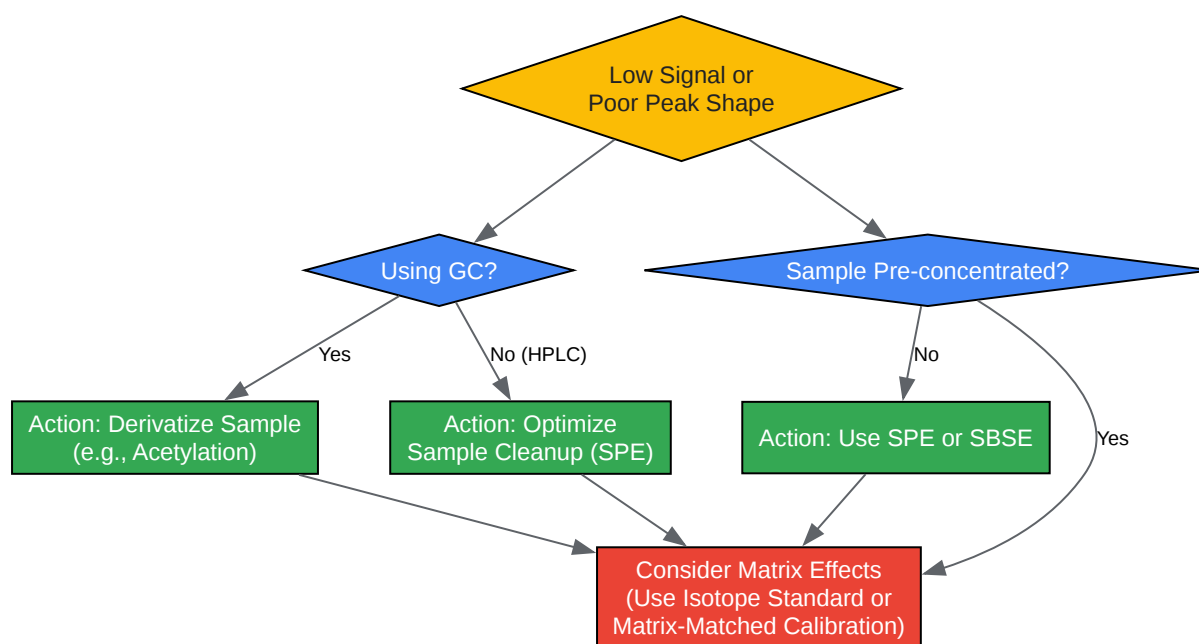 Low Signal or
Poor Peak Shape
Using GC?
Sample Pre-concentrated?
Yes
No (HPLC)
No
Yes
Action: Derivatize Sample
(e.g., Acetylation)
Action: Optimize
Sample Cleanup (SPE)
Action: Use SPE or SBSE
Consider Matrix Effects
(Use Isotope Standard or
Matrix-Matched Calibration)